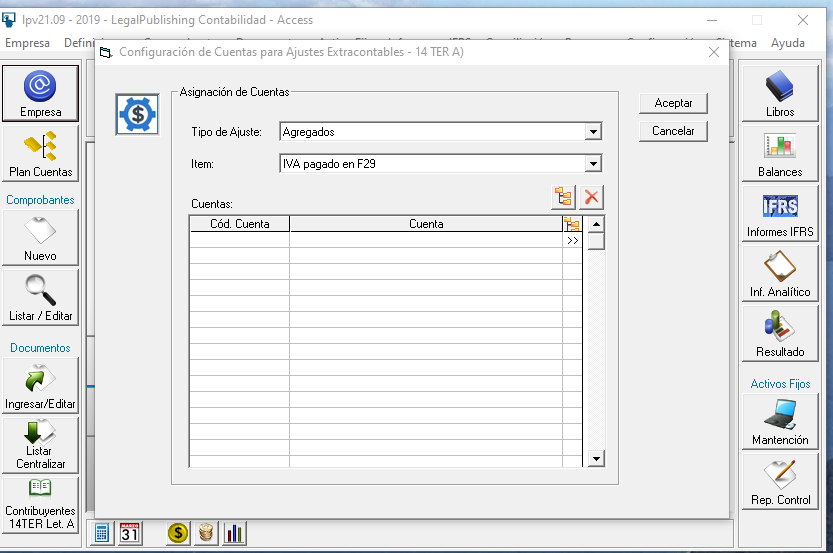 lpv21.09 - 2019 - LegalPublishing Contabilidad - Access
Empresa
Ayuda
Configuración de Cuentas para Ajustes Extracontables - 14 TER A)
Empresa
Plan Cuentas
Comprobantes
Nuevo
Listar / Editar
Documentos
Ingresar/Editar
Listar
Centralizar
Contribuyentes
14TER Let. A
Asignación de Cuentas
Tipo de Ajuste: Agregados
Item: IVA pagado en F29
Cuentas:
Cód. Cuenta Cuenta
>>
Aceptar
Cancelar
Libros
Balances
IFRS
Informes IFRS
Inf. Analítico
Resultado
Activos Fijos
Mantención
Rep. Control
31